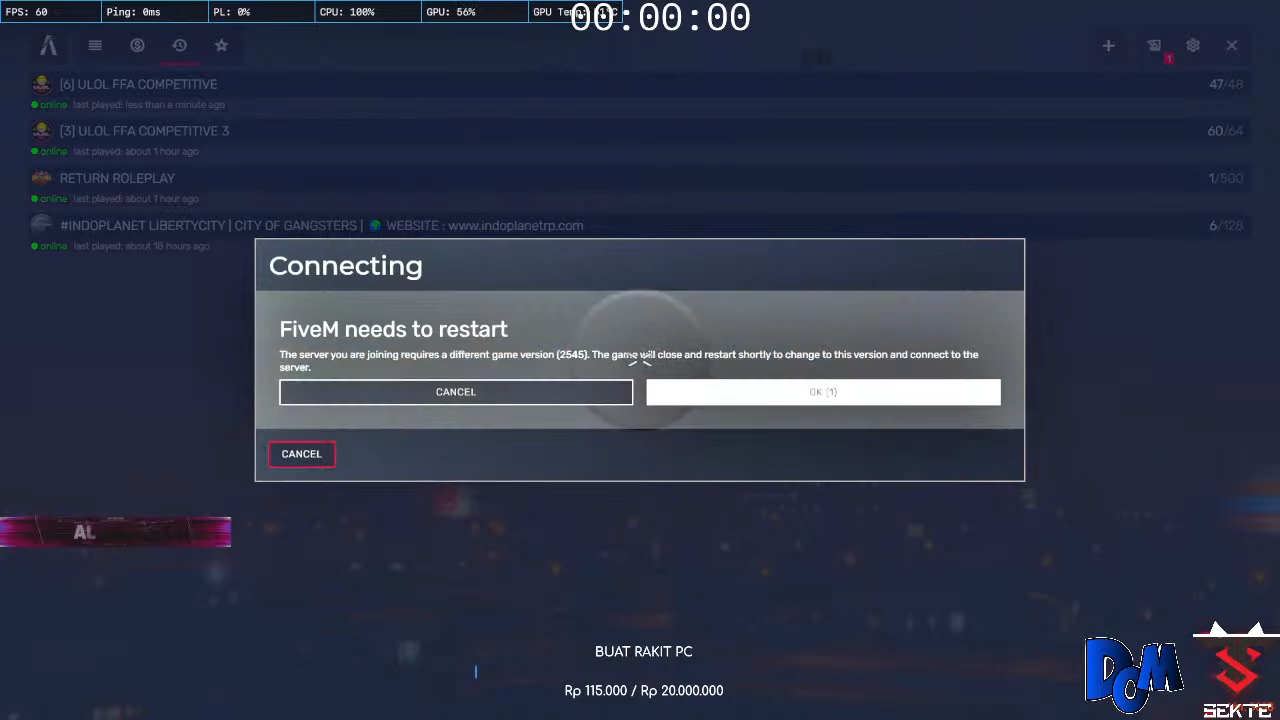 FPS: 60 Ping: 0ms PL: 0% CPU: 100% GPU: 56% GPU Temp:
00:00:00
[6] ULOL FFA COMPETITIVE 47/48
online last played: less than a minute ago
[3] ULOL FFA COMPETITIVE 3 60/64
online last played: about 1 hour ago
RETURN ROLEPLAY 1/500
online last played: about 1 hour ago
#INDOPLANET LIBERTYCITY | CITY OF GANGSTERS | WEBSITE : www.indoplanetrp.com 6/128
online last played: about 18 hours ago
1
Connecting
FiveM needs to restart
The server you are joining requires a different game version (2545). The game will close and restart shortly to change to this version and connect to the
server.
CANCEL OK [1]
CANCEL
AL
BUAT RAKIT PC
Rp 115.000 / Rp 20.000.000
DOM
SEKTE